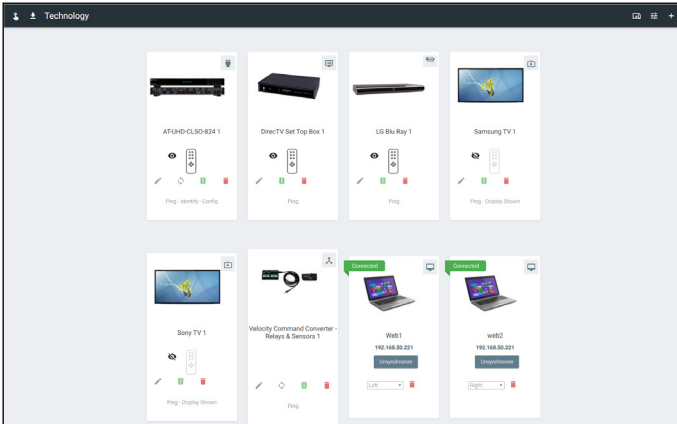 Technology
AT-UHD-CLSO-824 1
Ping - Identify - Config
DirecTV Set Top Box 1
Ping
LG Blu Ray 1
Ping
Samsung TV 1
Ping - Display Shown
Sony TV 1
Ping - Display Shown
Velocity Command Converter -
Relays & Sensors 1
Ping
Connected
Web1
192.168.50.221
Unsynchronize
Left
Connected
web2
192.168.50.221
Unsynchronize
Right